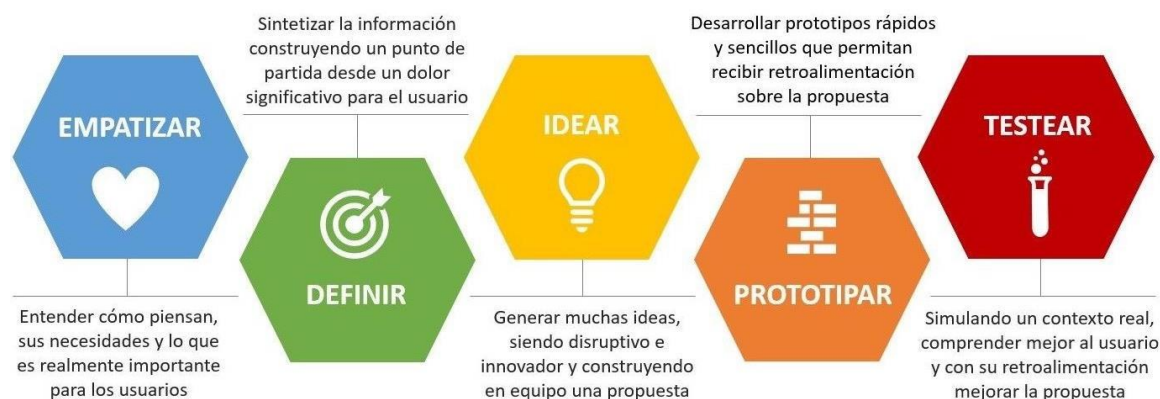 EMPATIZAR
Entender cómo piensan,
sus necesidades y lo que
es realmente importante
para los usuarios
Sintetizar la información
construyendo un punto de
partida desde un dolor
significativo para el usuario
DEFINIR
IDEAR
Generar muchas ideas,
siendo disruptivo e
innovador y construyendo
en equipo una propuesta
Desarrollar prototipos rápidos
y sencillos que permitan
recibir retroalimentación
sobre la propuesta
PROTOTIPAR
TESTEAR
Simulando un contexto real,
comprender mejor al usuario
y con su retroalimentación
mejorar la propuesta